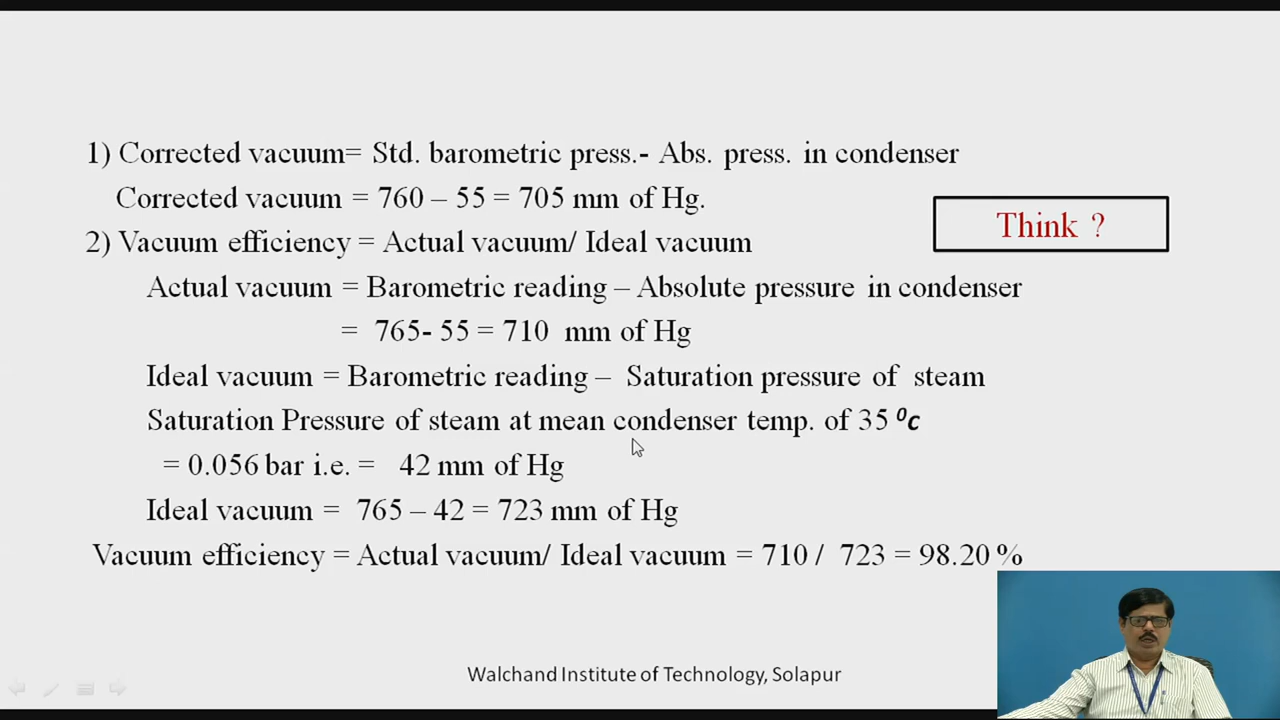 1) Corrected vacuum= Std. barometric press.- Abs. press. in condenser
Corrected vacuum = 760 – 55 = 705 mm of Hg.
Think ?
2) Vacuum efficiency = Actual vacuum/ Ideal vacuum
Actual vacuum = Barometric reading – Absolute pressure in condenser
= 765- 55 = 710 mm of Hg
Ideal vacuum = Barometric reading – Saturation pressure of steam
Saturation Pressure of steam at mean condenser temp. of 35 ⁰c
= 0.056 bar i.e. = 42 mm of Hg
Ideal vacuum = 765 – 42 = 723 mm of Hg
Vacuum efficiency = Actual vacuum/ Ideal vacuum = 710 / 723 = 98.20 %
Walchand Institute of Technology, Solapur